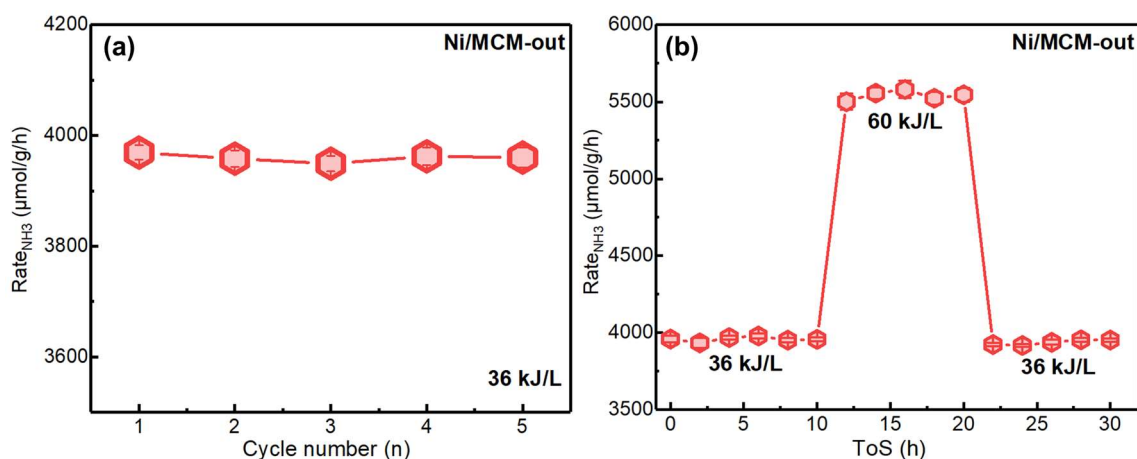 (a)
Ni/MCM-out
4200
4000
3800
3600
Rate_NH3 (μmol/g/h)
36 kJ/L
1 2 3 4 5
Cycle number (n)
(b)
Ni/MCM-out
6000
5500
5000
4500
4000
3500
Rate_NH3 (μmol/g/h)
60 kJ/L
36 kJ/L
36 kJ/L
0 5 10 15 20 25 30
ToS (h)